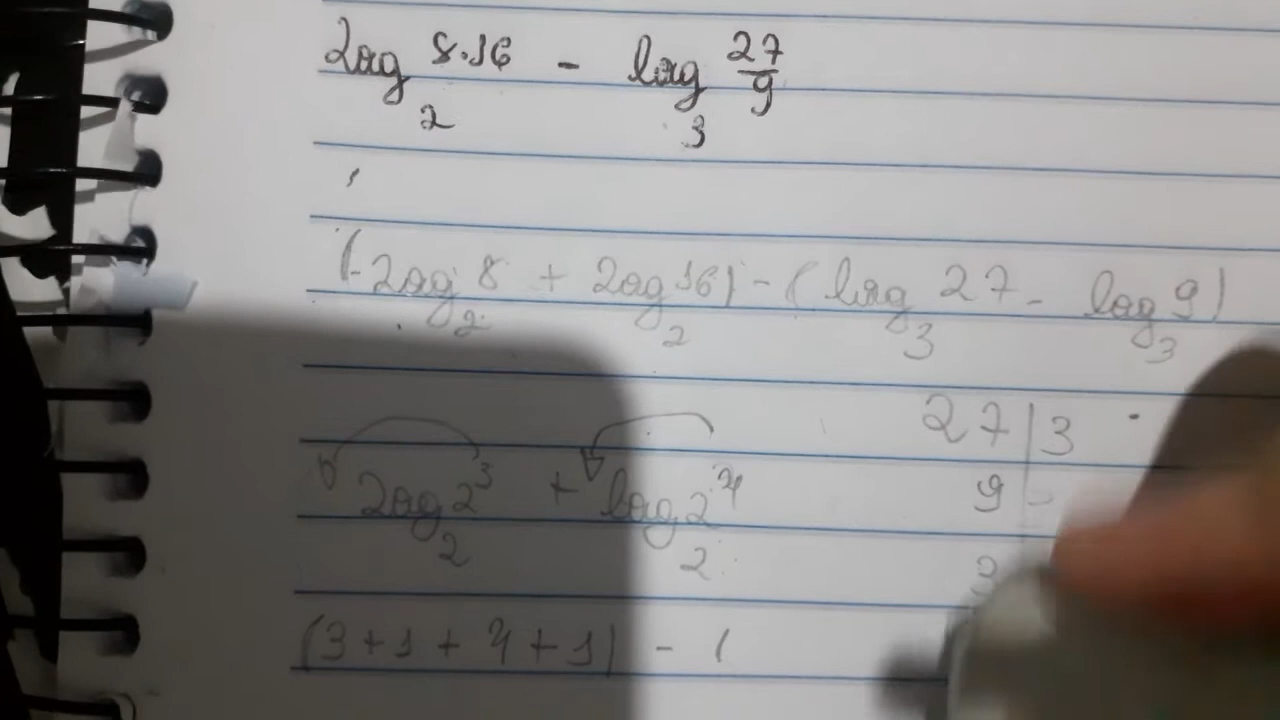 log₂ 8.16 - log₃ 27/9
(log₂ 8 + log₂ 16) - (log₃ 27 - log₃ 9)
27 | 3
log₂ 2³ + log₂ 2⁴
9
3
(3+1+4+1) - (